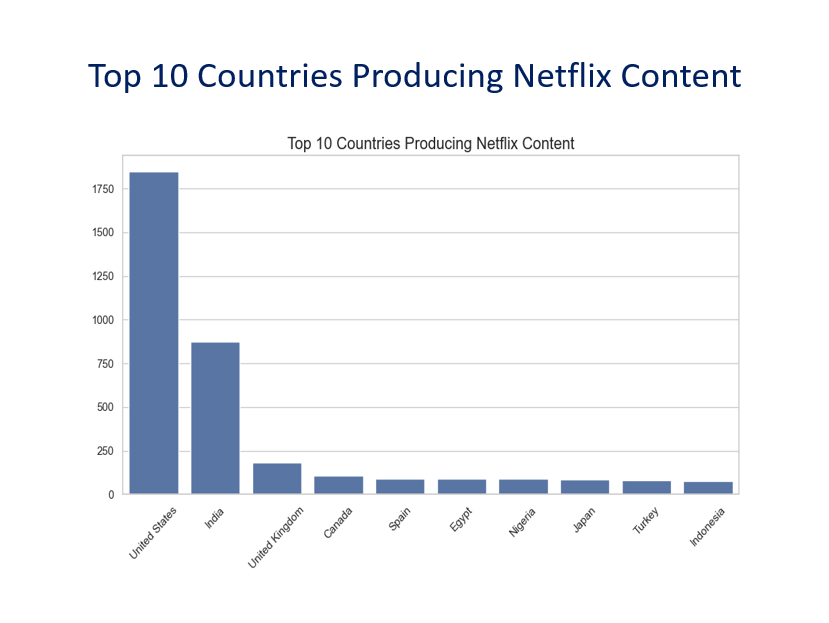 Top 10 Countries Producing Netflix Content
Top 10 Countries Producing Netflix Content
1750
1500
1250
1000
750
500
250
0
United States
India
United Kingdom
Canada
Spain
Egypt
Nigeria
Japan
Turkey
Indonesia